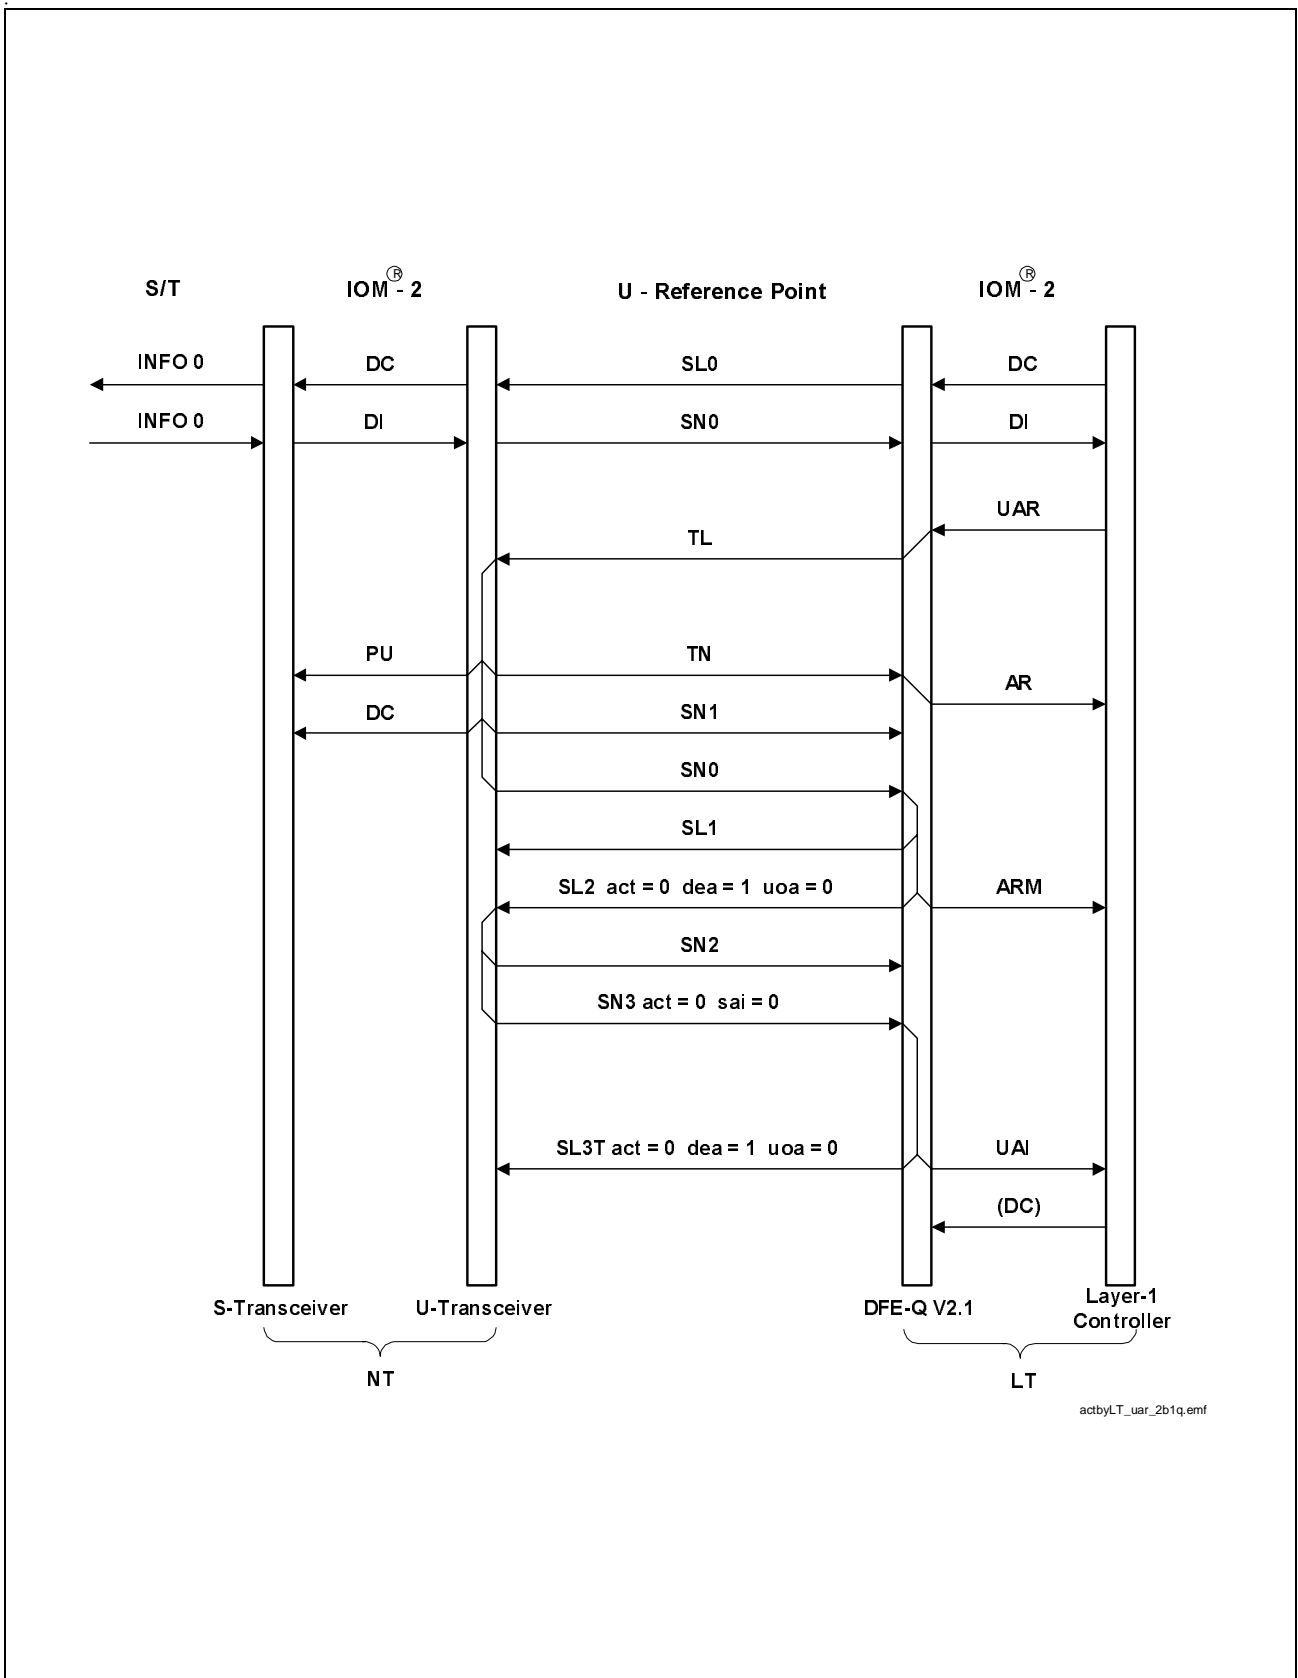 .
S/T IOM® - 2 U - Reference Point IOM® - 2
INFO 0 DC SL0 DC
INFO 0 DI SN0 DI
UAR
TL
PU TN
AR
DC SN1
SN0
SL1
SL2 act = 0 dea = 1 uoa = 0 ARM
SN2
SN3 act = 0 sai = 0
SL3T act = 0 dea = 1 uoa = 0 UAI
(DC)
S-Transceiver U-Transceiver DFE-Q V2.1 Layer-1
Controller
NT LT
actbyLT_uar_2b1q.emf